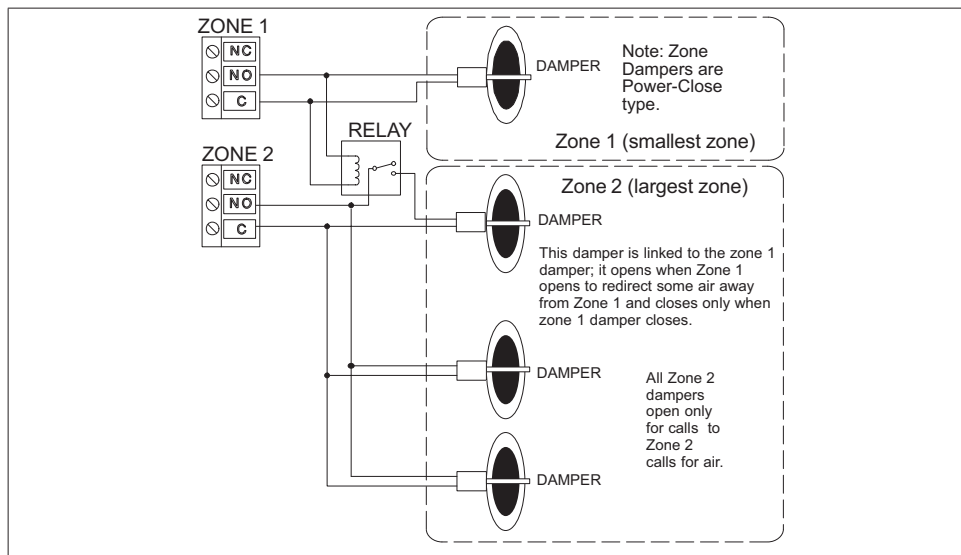 ZONE 1
NC
NO
C
DAMPER
Note: Zone
Dampers are
Power-Close
type.
Zone 1 (smallest zone)
RELAY
ZONE 2
NC
NO
C
Zone 2 (largest zone)
DAMPER
This damper is linked to the zone 1
damper; it opens when Zone 1
opens to redirect some air away
from Zone 1 and closes only when
zone 1 damper closes.
DAMPER
All Zone 2
dampers
open only
for calls to
Zone 2
calls for air.
DAMPER